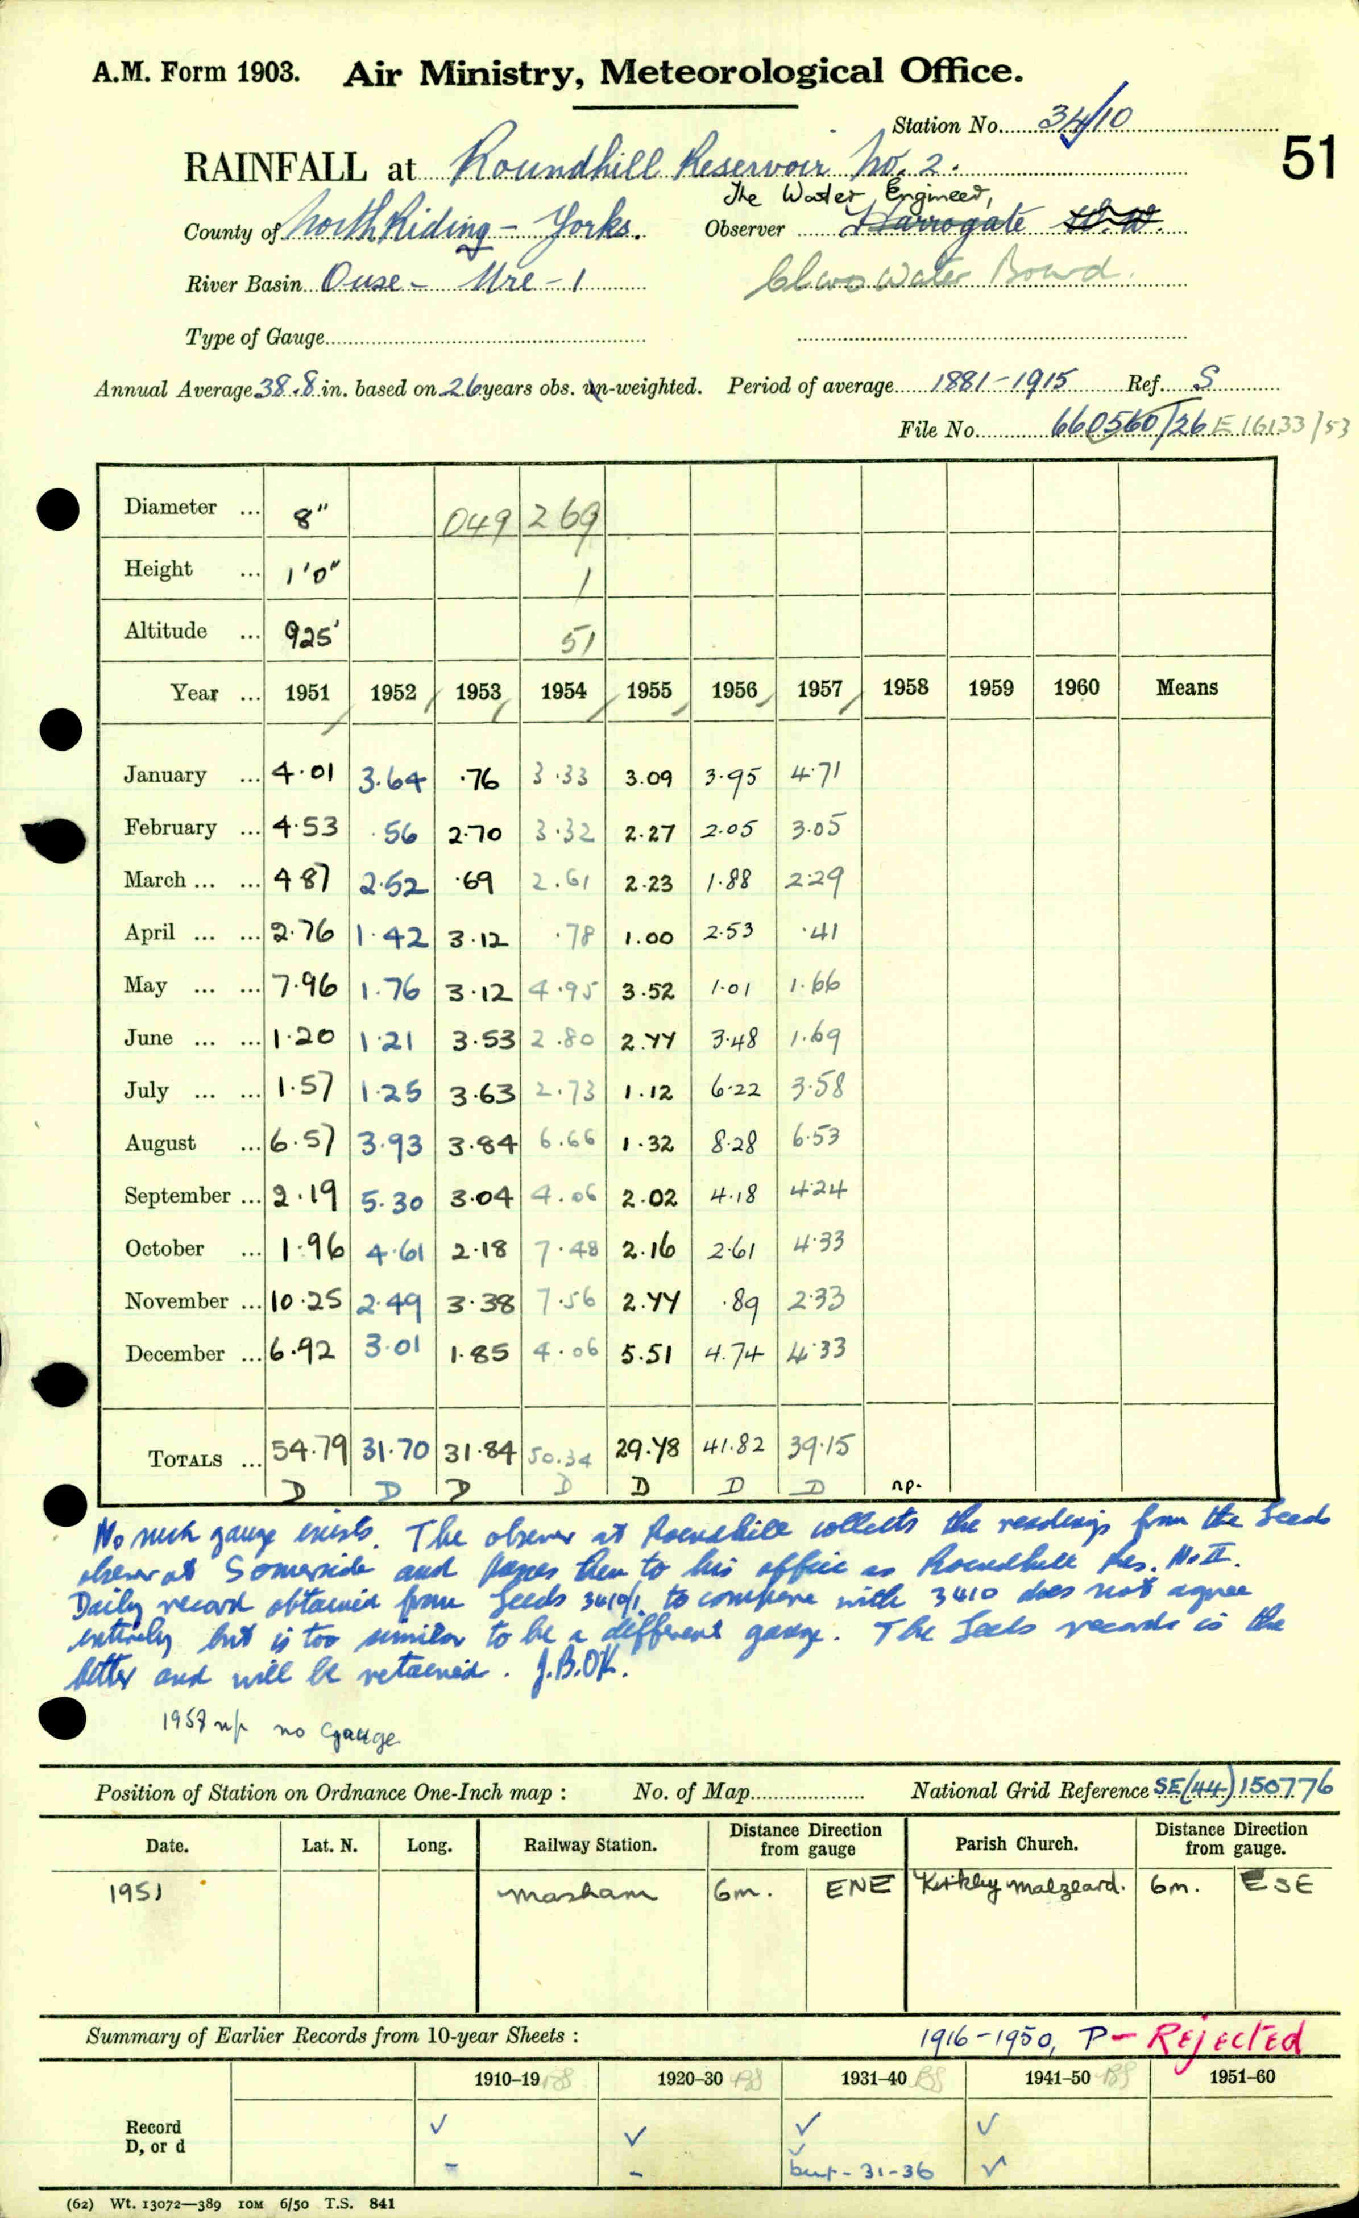 A.M. Form 1903. Air Ministry, Meteorological Office.
Station No. 34/10
51
RAINFALL at Roundhill Reservoir No. 2.
The Water Engineer,
County of North Riding - Yorks. Observer Harrogate W.W.
River Basin Ouse - Ure - 1 Claro Water Board.
Type of Gauge
Annual Average 38.8 in. based on 26 years obs. un-weighted. Period of average 1881-1915 Ref. S
File No. 660560/26 E 16133/53
Diameter ... 8" 049 269
Height ... 1'0" 1
Altitude ... 925' 51
Year ... 1951 1952 1953 1954 1955 1956 1957 1958 1959 1960 Means
January ... 4.01 3.64 .76 3.33 3.09 3.95 4.71
February ... 4.53 .56 2.70 3.32 2.27 2.05 3.05
March ... ... 4 87 2.52 .69 2.61 2.23 1.88 2.29
April ... ... 2.76 1.42 3.12 .78 1.00 2.53 .41
May ... ... 7.96 1.76 3.12 4.95 3.52 1.01 1.66
June ... ... 1.20 1.21 3.53 2.80 2.44 3.48 1.69
July ... ... 1.57 1.25 3.63 2.73 1.12 6.22 3.58
August ... 6.57 3.93 3.84 6.66 1.32 8.28 6.53
September ... 2.19 5.30 3.04 4.06 2.02 4.18 4.24
October ... 1.96 4.61 2.18 7.48 2.16 2.61 4.33
November ... 10.25 2.49 3.38 7.56 2.44 .89 2.33
December ... 6.92 3.01 1.85 4.06 5.51 4.74 4.33
TOTALS ... 54.79 31.70 31.84 50.34 29.48 41.82 39.15
D D D D D D D np.
No such gauge exists. The observer at Roundhill collects the readings from the Leeds
observer at Somerside and passes them to his office as Roundhill Res. No II.
Daily record obtained from Leeds 3410/1 to compare with 3410 does not agree
entirely but is too similar to be a different gauge. The Leeds records is the
better and will be retained. J.B.OK.
1958 np no gauge
Position of Station on Ordnance One-Inch map : No. of Map National Grid Reference SE(44)150776
Date. Lat. N. Long. Railway Station. Distance from Direction gauge Parish Church. Distance from Direction gauge.
1951 Masham 6m. ENE Kirkby Malzeard. 6m. ESE
Summary of Earlier Records from 10-year Sheets : 1916-1950, P - Rejected
1910–19 1920–30 1931–40 1941–50 1951–60
Record ✓ ✓ ✓ ✓
D, or d - - ✓ but - 31-36 ✓
(62) Wt. 13072—389 10M 6/50 T.S. 841